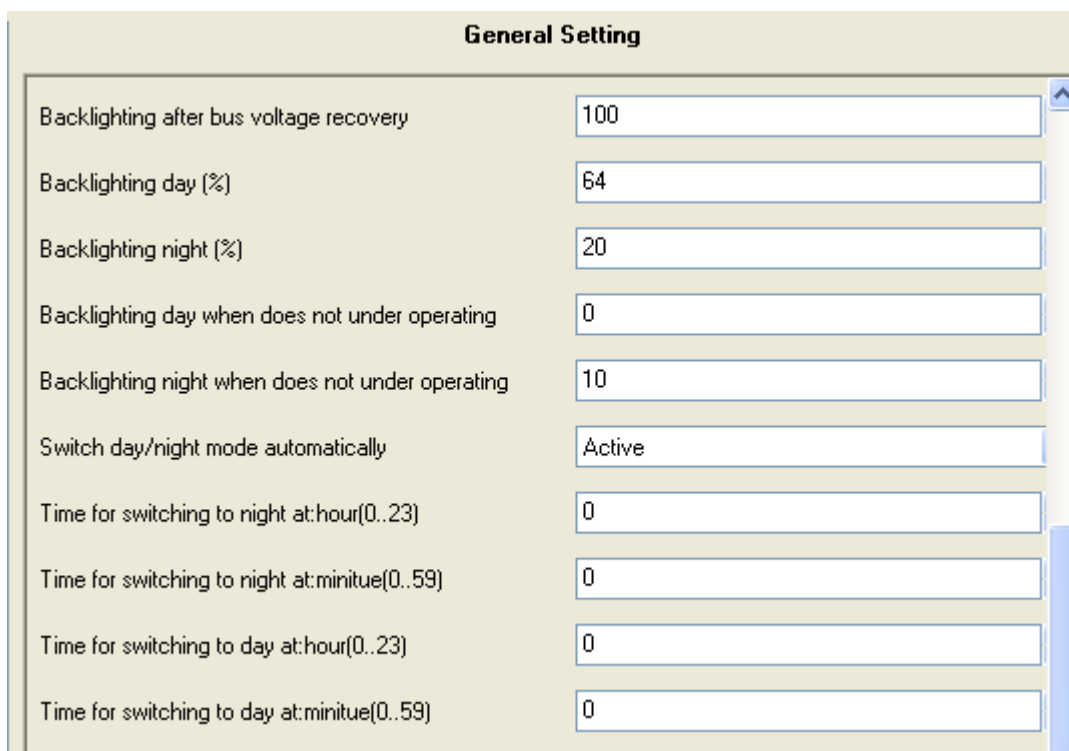 General Setting
Backlighting after bus voltage recovery 100
Backlighting day (%) 64
Backlighting night (%) 20
Backlighting day when does not under operating 0
Backlighting night when does not under operating 10
Switch day/night mode automatically Active
Time for switching to night at:hour(0..23) 0
Time for switching to night at:minitue(0..59) 0
Time for switching to day at:hour(0..23) 0
Time for switching to day at:minitue(0..59) 0